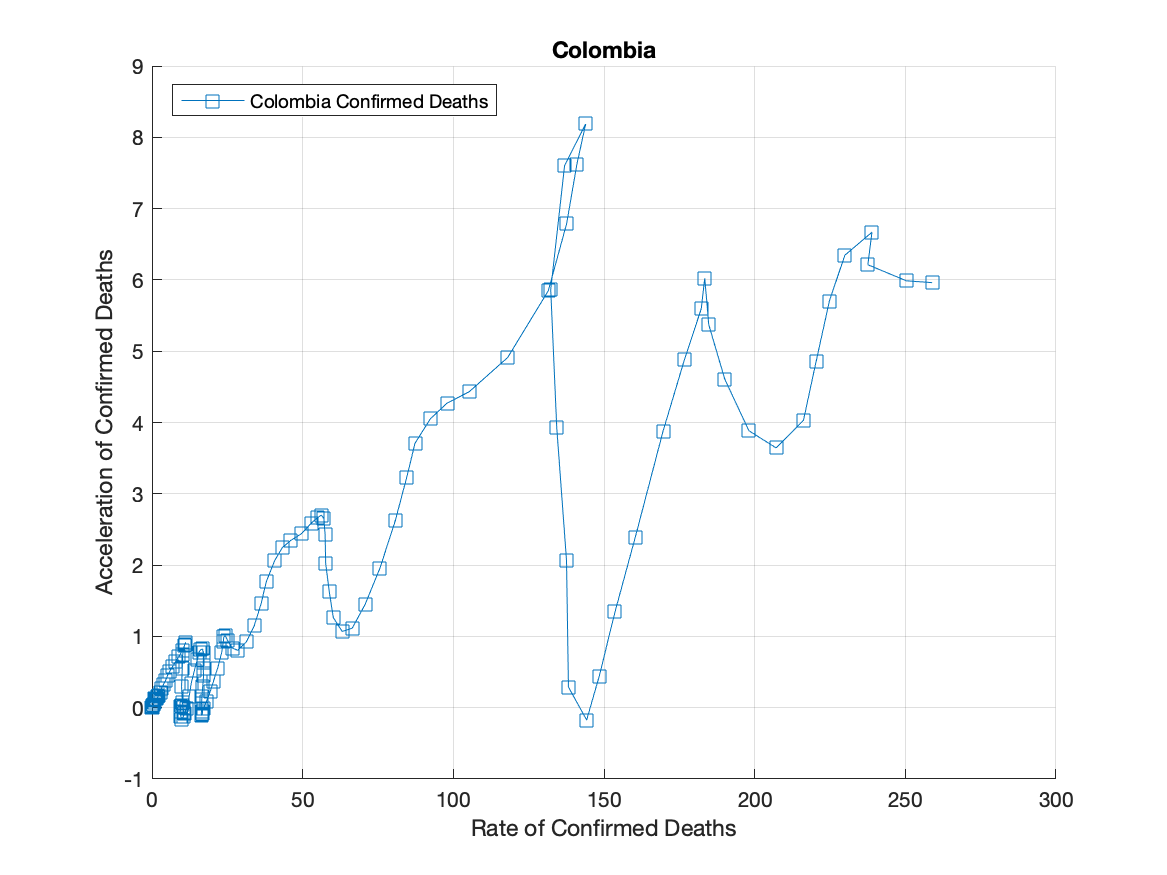 Colombia
Colombia Confirmed Deaths
9
8
7
6
5
4
3
2
1
0
-1
Acceleration of Confirmed Deaths
0 50 100 150 200 250 300
Rate of Confirmed Deaths